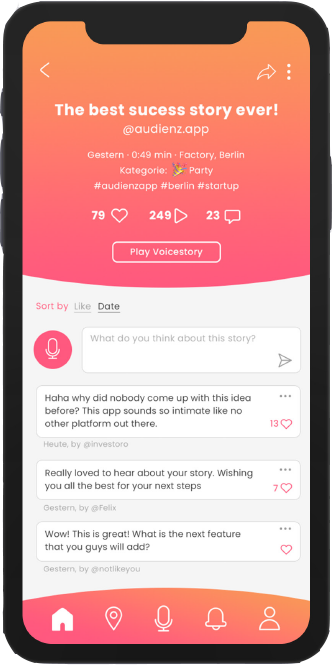 The best sucess story ever!
@audienz.app
Gestern · 0:49 min · Factory, Berlin
Kategorie: 🎉 Party
#audienzapp #berlin #startup
79 249 23
Play Voicestory
Sort by Like Date
What do you think about this story?
Haha why did nobody come up with this idea
before? This app sounds so intimate like no
other platform out there.
13
Heute, by @investoro
Really loved to hear about your story. Wishing
you all the best for your next steps
7
Gestern, by @Felix
Wow! This is great! What is the next feature
that you guys will add?
Gestern, by @notlikeyou